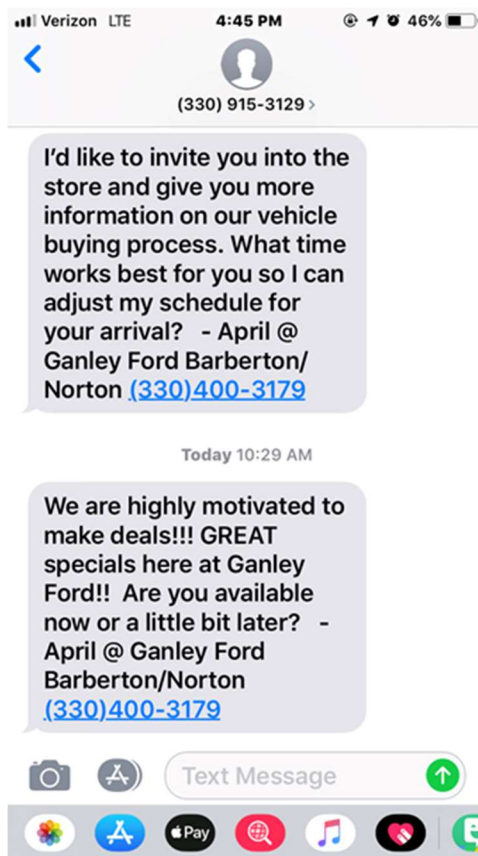 Verizon LTE 4:45 PM 46%
(330) 915-3129 >
I'd like to invite you into the
store and give you more
information on our vehicle
buying process. What time
works best for you so I can
adjust my schedule for
your arrival? - April @
Ganley Ford Barberton/
Norton (330)400-3179
Today 10:29 AM
We are highly motivated to
make deals!!! GREAT
specials here at Ganley
Ford!! Are you available
now or a little bit later? -
April @ Ganley Ford
Barberton/Norton
(330)400-3179
Text Message
Pay